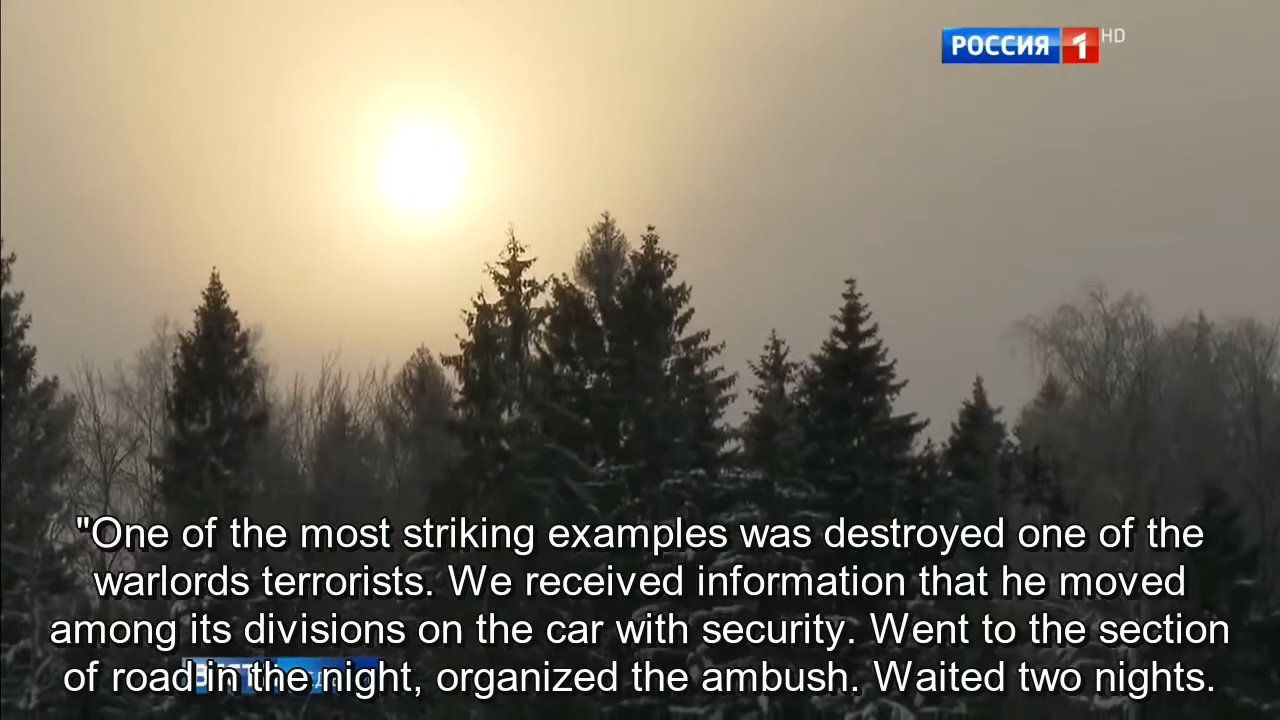 РОССИЯ 1 HD
"One of the most striking examples was destroyed one of the
warlords terrorists. We received information that he moved
among its divisions on the car with security. Went to the section
of road in the night, organized the ambush. Waited two nights.